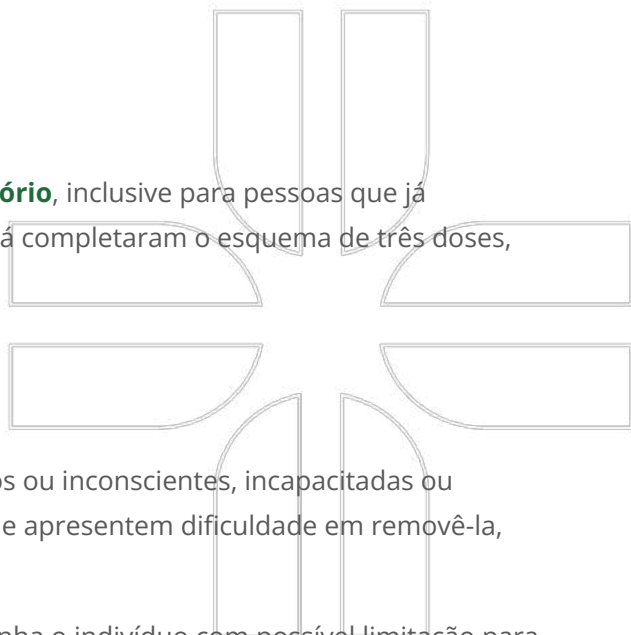 ório, inclusive para pessoas que já
á completaram o esquema de três doses,
os ou inconscientes, incapacitadas ou
e apresentem dificuldade em removê-la,
nha o indivíduo com possível limitação para